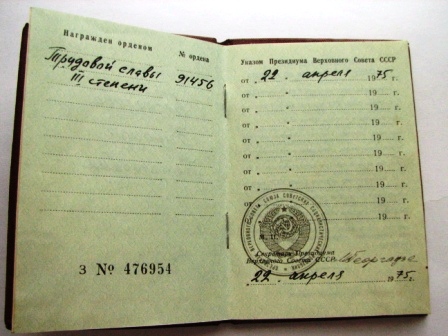 Награжден орденом № ордена
Трудовой славы 91456
III степени
З № 476954
Указом Президиума Верховного Совета СССР
от „ 22 “ апреля 1975 г.
от „ “ 19 г.
от „ “ 19 г.
от „ “ 19 г.
от „ “ 19 г.
от „ “ 19 г.
от „ “ 19 г.
от 19 г.
М. П.
Секретарь Президиума
Верховного Совета СССР
„ 22 “ апреля 1975 г.